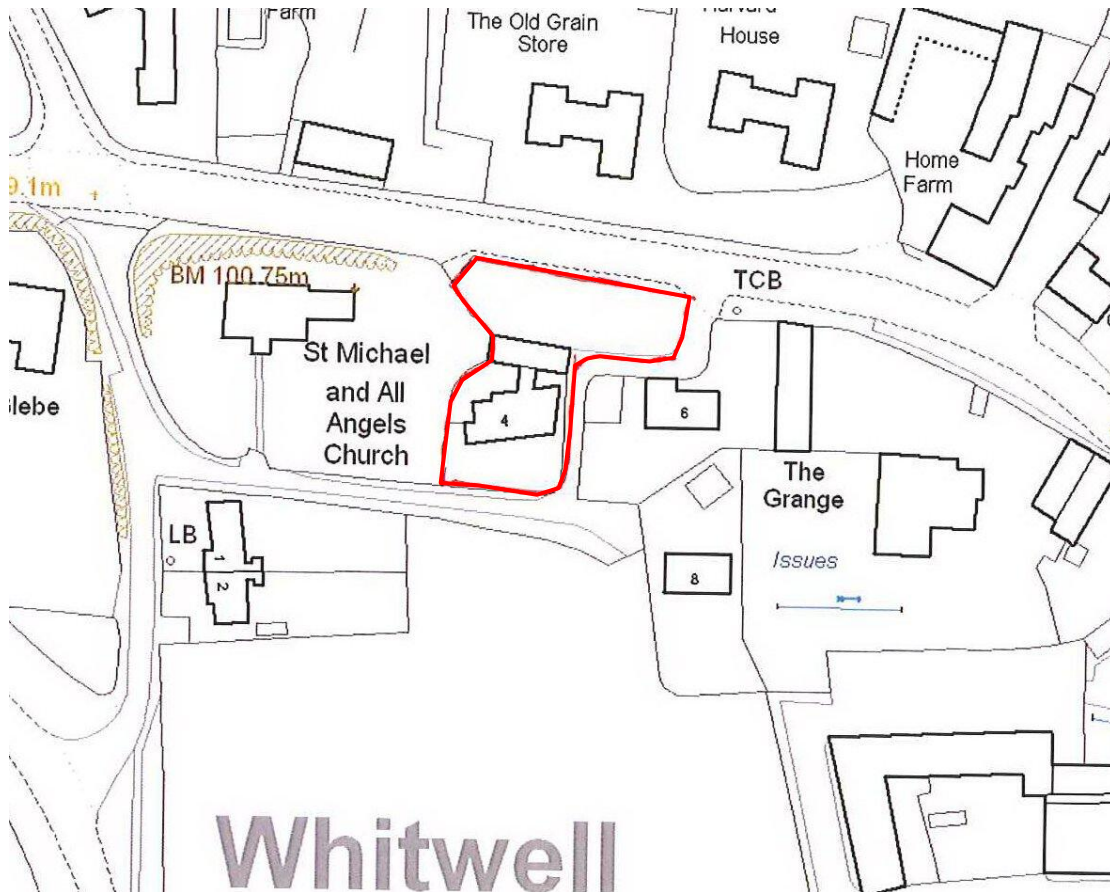 Farm
The Old Grain
Store
House
Home
Farm
9.1m
BM 100.75m
TCB
St Michael
and All
Angels
Church
4
6
The
Grange
LB
1
2
8
Issues
Whitwell